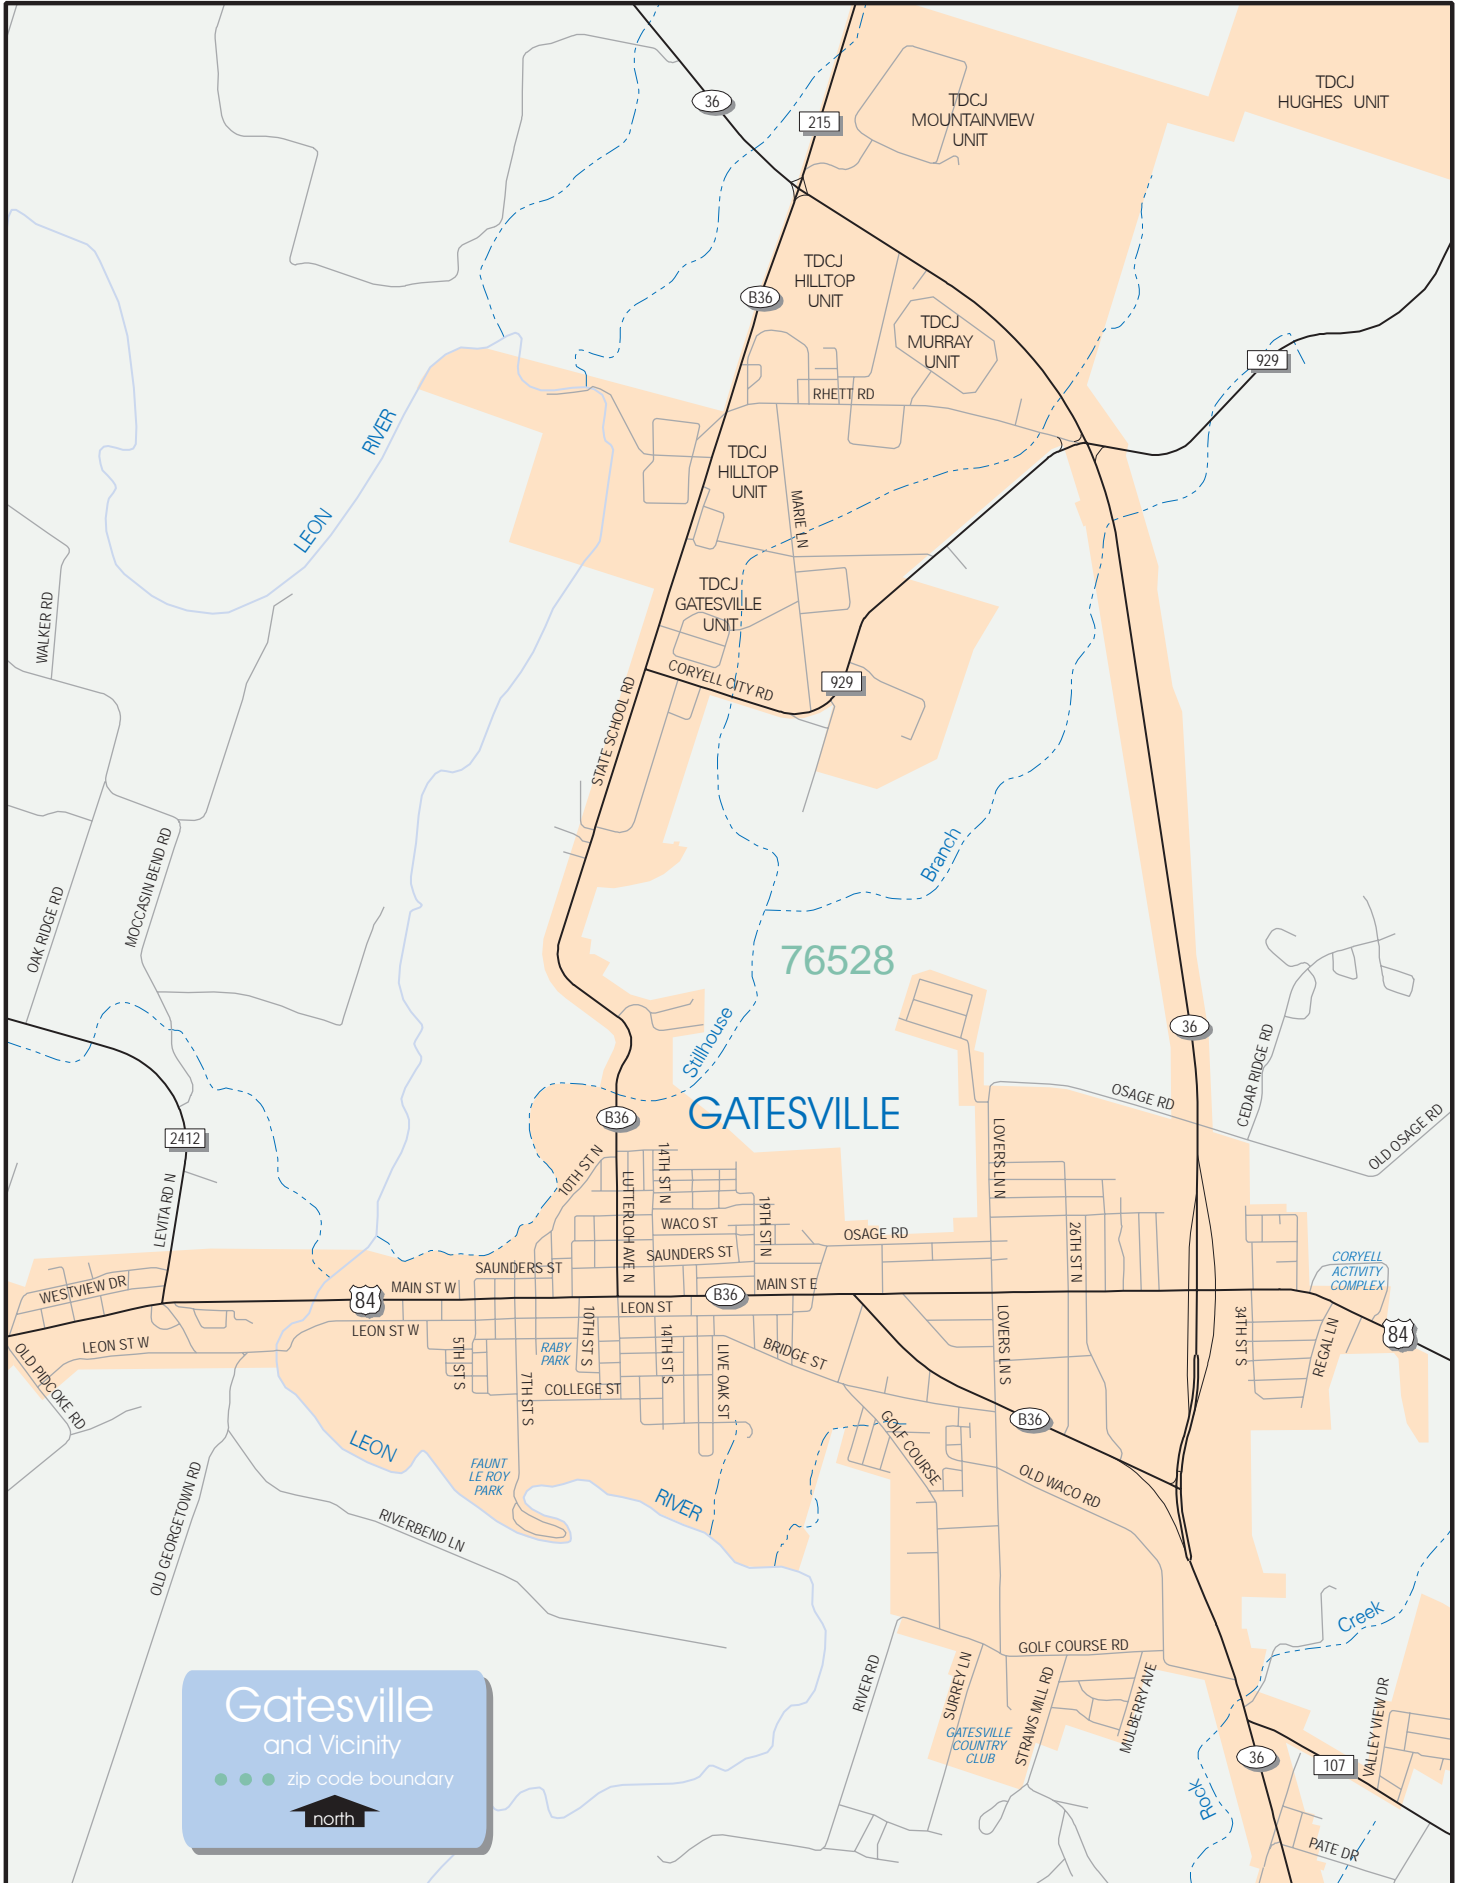 36
215
TDCJ
MOUNTAINVIEW
UNIT
TDCJ
HUGHES UNIT
TDCJ
HILLTOP
UNIT
B36
TDCJ
MURRAY
UNIT
929
RHETT RD
LEON
RIVER
TDCJ
HILLTOP
UNIT
MARIE LN
TDCJ
GATESVILLE
UNIT
WALKER RD
CORYELL CITY RD
929
STATE SCHOOL RD
Branch
MOCCASIN BEND RD
OAK RIDGE RD
76528
Stillhouse
36
CEDAR RIDGE RD
OSAGE RD
OLD OSAGE RD
GATESVILLE
B36
2412
LEVITA RD N
10TH ST N
14TH ST N
LUTTERLOH AVE N
WACO ST
19TH ST N
SAUNDERS ST
SAUNDERS ST
OSAGE RD
LOVERS LN N
26TH ST N
CORYELL
ACTIVITY
COMPLEX
WESTVIEW DR
84
MAIN ST W
B36
MAIN ST E
LEON ST
LEON ST W
LEON ST W
OLD PIDCOKE RD
5TH ST S
RABY
PARK
10TH ST S
14TH ST S
LIVE OAK ST
BRIDGE ST
LOVERS LN S
34TH ST S
REGAL LN
84
7TH ST S
COLLEGE ST
B36
GOLF COURSE
OLD WACO RD
LEON
FAUNT
LE ROY
PARK
RIVER
OLD GEORGETOWN RD
RIVERBEND LN
Creek
GOLF COURSE RD
RIVER RD
SURREY LN
STRAWS MILL RD
MULBERRY AVE
GATESVILLE
COUNTRY
CLUB
VALLEY VIEW DR
36
107
Rock
PATE DR
Gatesville
and Vicinity
zip code boundary
north